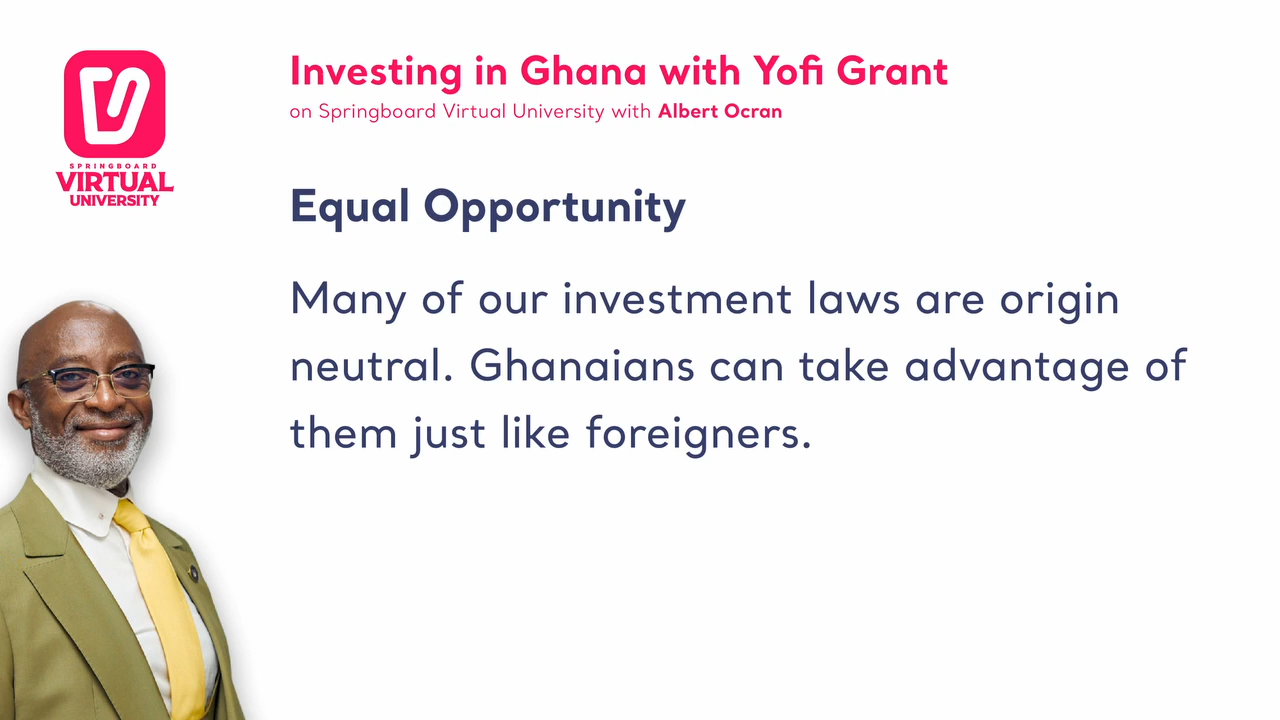 Investing in Ghana with Yofi Grant
on Springboard Virtual University with Albert Ocran
SPRINGBOARD
VIRTUAL
UNIVERSITY
Equal Opportunity
Many of our investment laws are origin
neutral. Ghanaians can take advantage of
them just like foreigners.